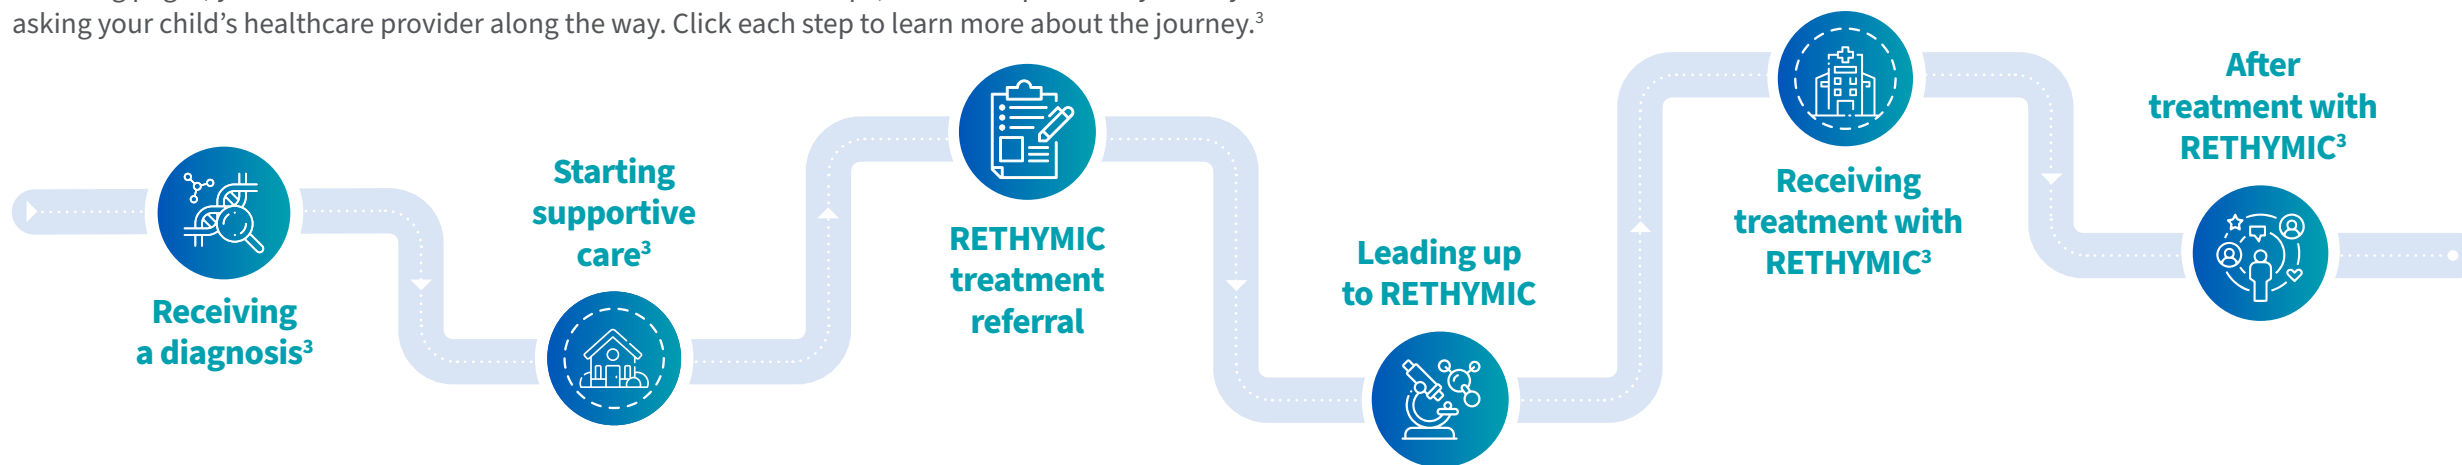 asking your child’s healthcare provider along the way. Click each step to learn more about the journey.³
Receiving
a diagnosis³
Starting
supportive
care³
RETHYMIC
treatment
referral
Leading up
to RETHYMIC
Receiving
treatment with
RETHYMIC³
After
treatment with
RETHYMIC³